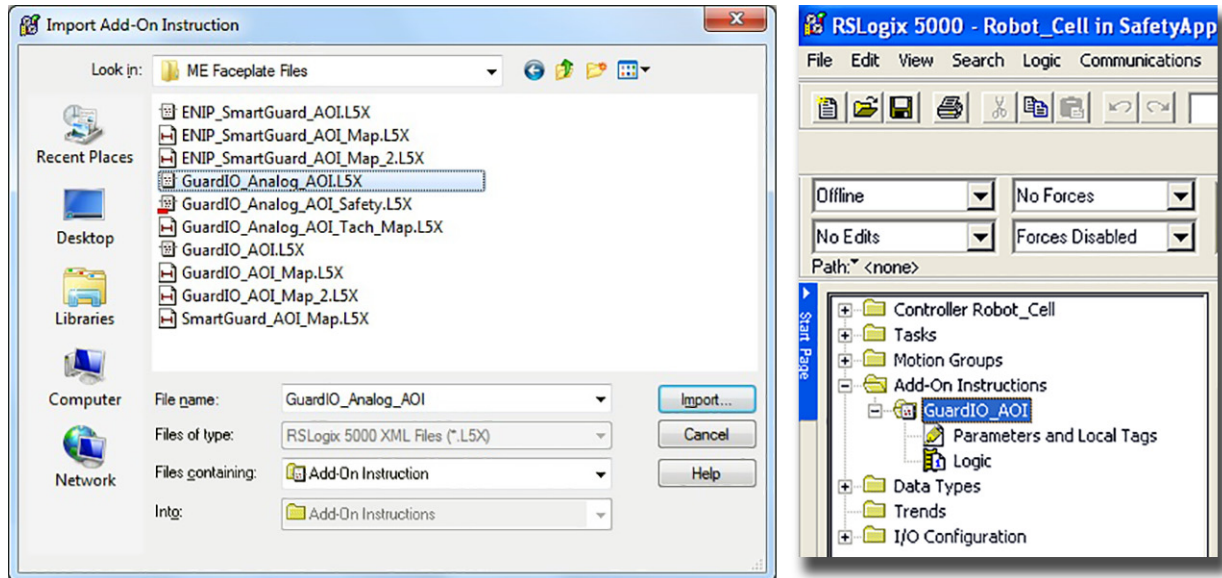 Import Add-On Instruction
Look in:
ME Faceplate Files
Recent Places
Desktop
Libraries
Computer
Network
ENIP_SmartGuard_AOI.L5X
ENIP_SmartGuard_AOI_Map.L5X
ENIP_SmartGuard_AOI_Map_2.L5X
GuardIO_Analog_AOI.L5X
GuardIO_Analog_AOI_Safety.L5X
GuardIO_Analog_AOI_Tach_Map.L5X
GuardIO_AOI.L5X
GuardIO_AOI_Map.L5X
GuardIO_AOI_Map_2.L5X
SmartGuard_AOI_Map.L5X
File name:
GuardIO_Analog_AOI
Import...
Files of type:
RSLogix 5000 XML Files (*.L5X)
Cancel
Files containing:
Add-On Instruction
Help
Into:
Add-On Instructions
RSLogix 5000 - Robot_Cell in SafetyApp
File Edit View Search Logic Communications
Offline
No Forces
No Edits
Forces Disabled
Path: <none>
Start Page
Controller Robot_Cell
Tasks
Motion Groups
Add-On Instructions
GuardIO_AOI
Parameters and Local Tags
Logic
Data Types
Trends
I/O Configuration